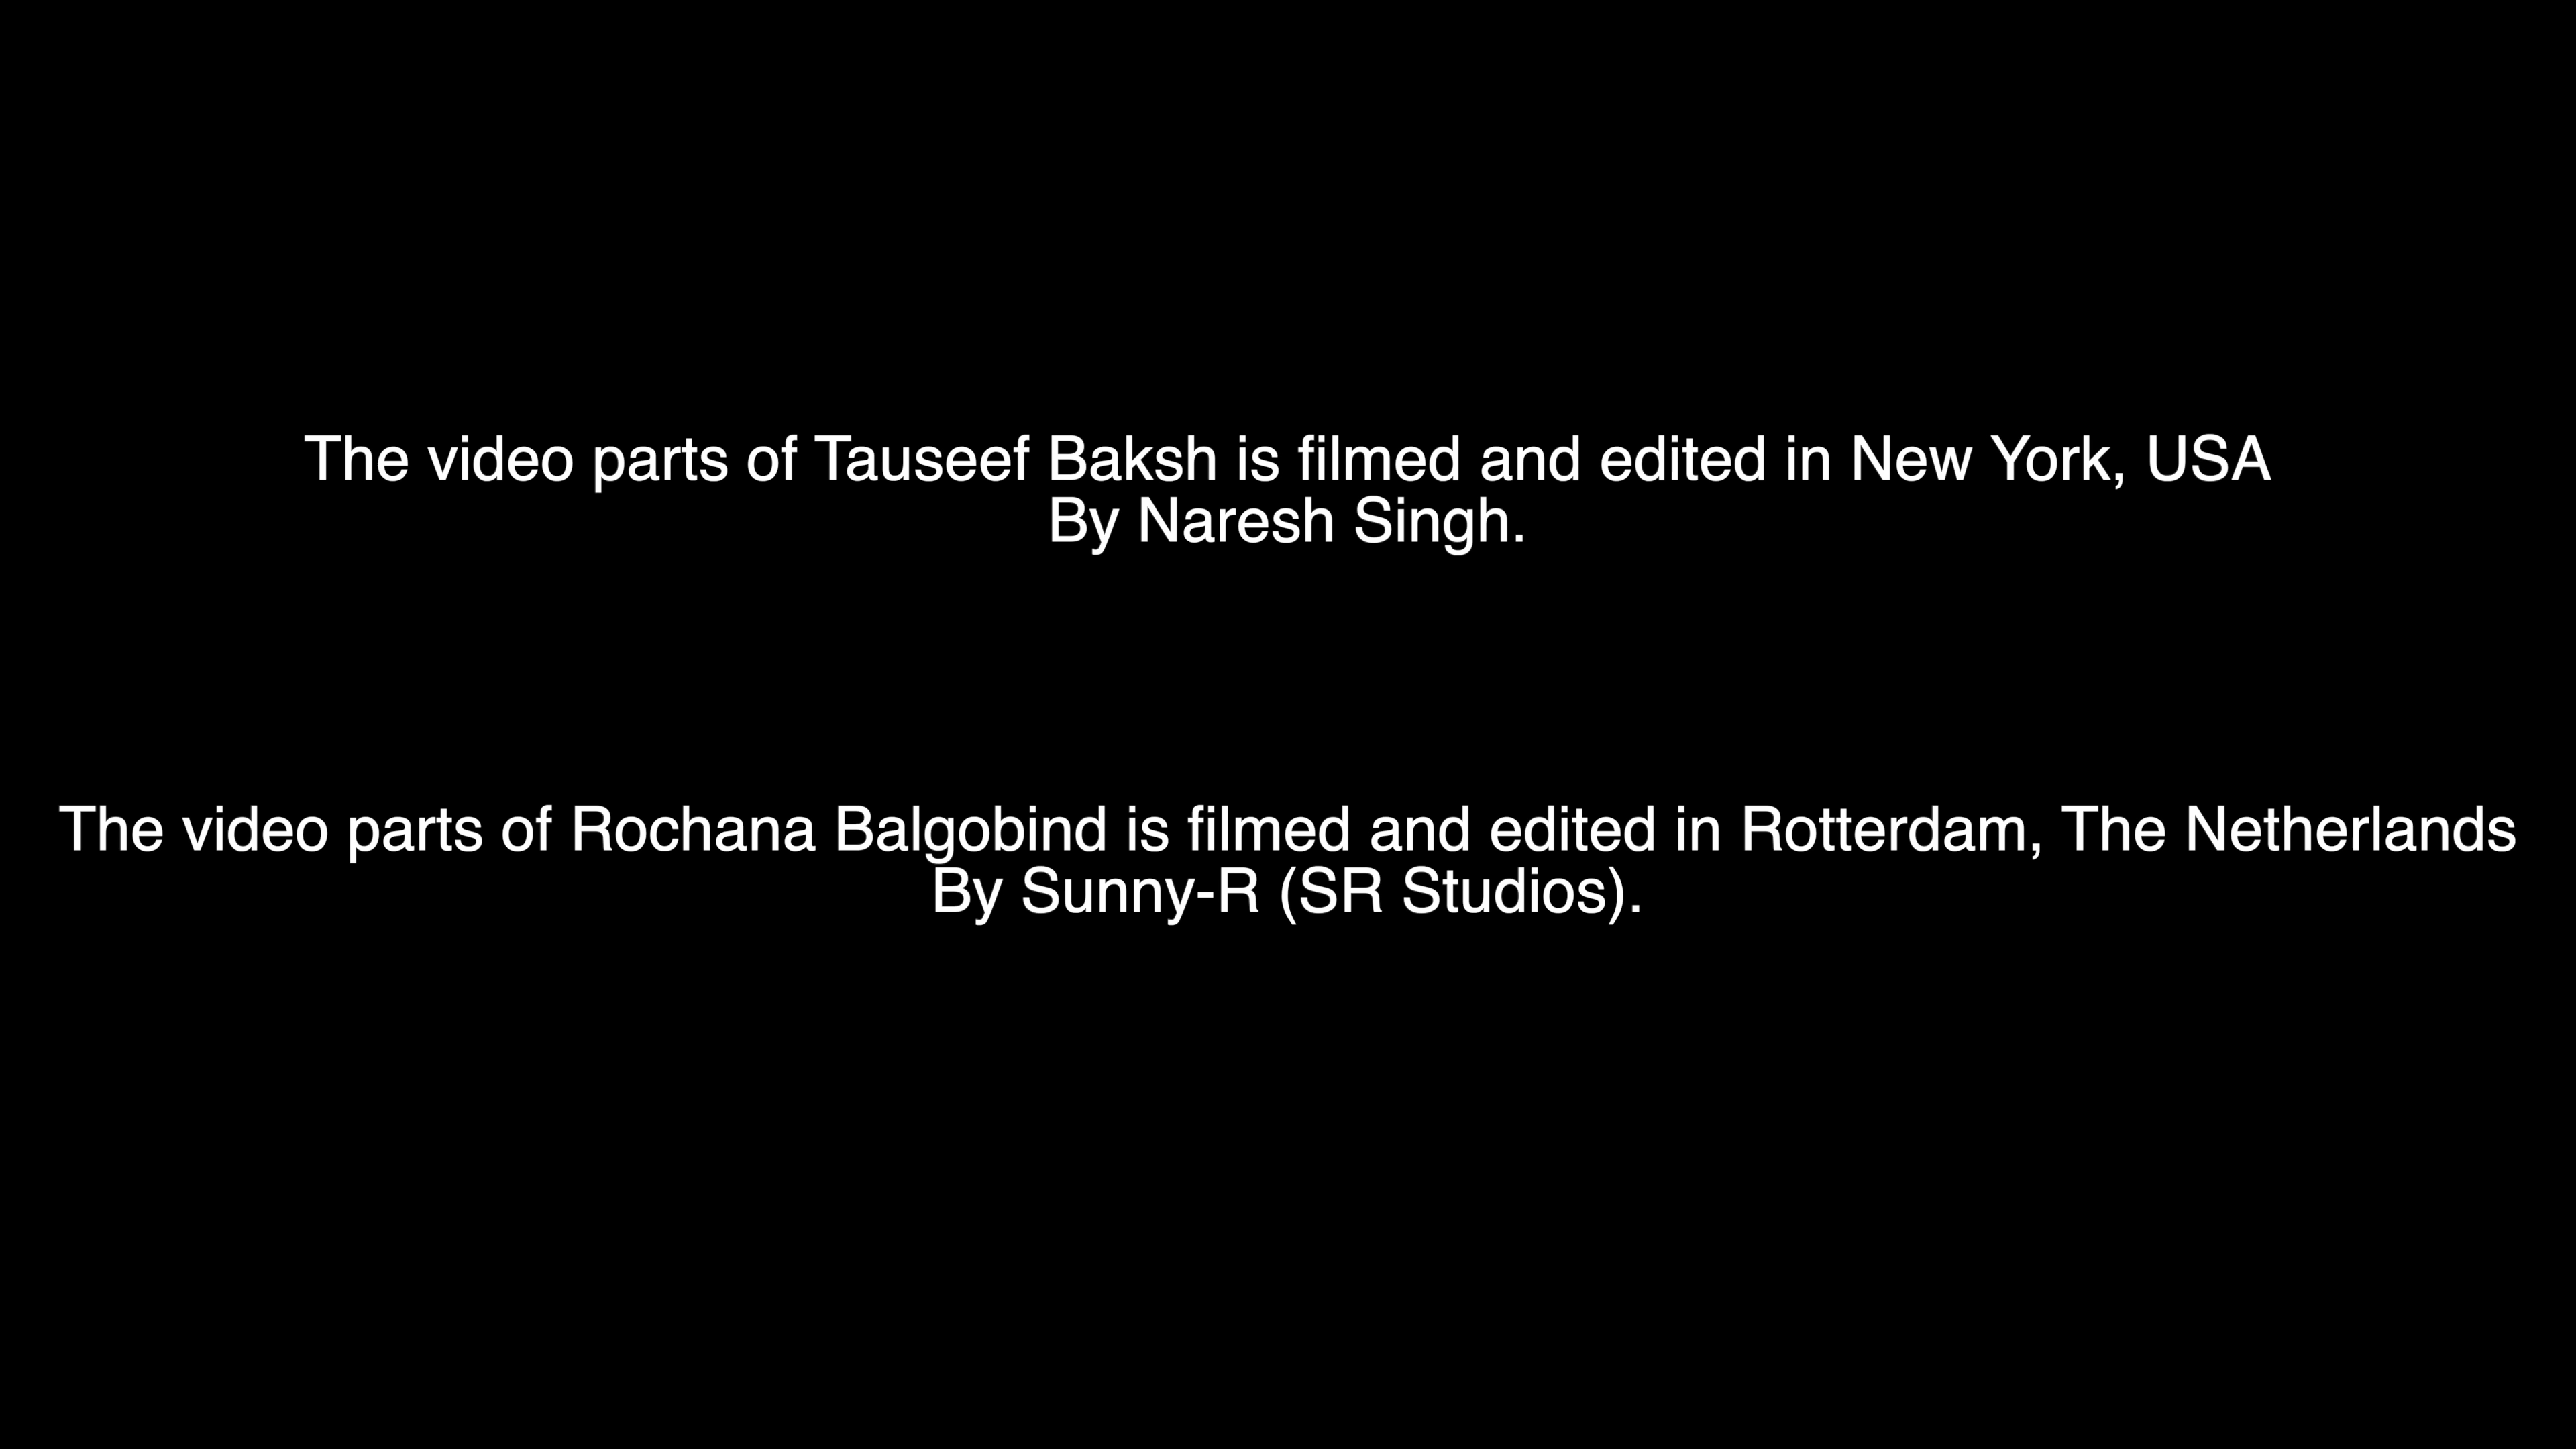 The video parts of Tauseef Baksh is filmed and edited in New York, USA
By Naresh Singh.
The video parts of Rochana Balgobind is filmed and edited in Rotterdam, The Netherlands
By Sunny-R (SR Studios).